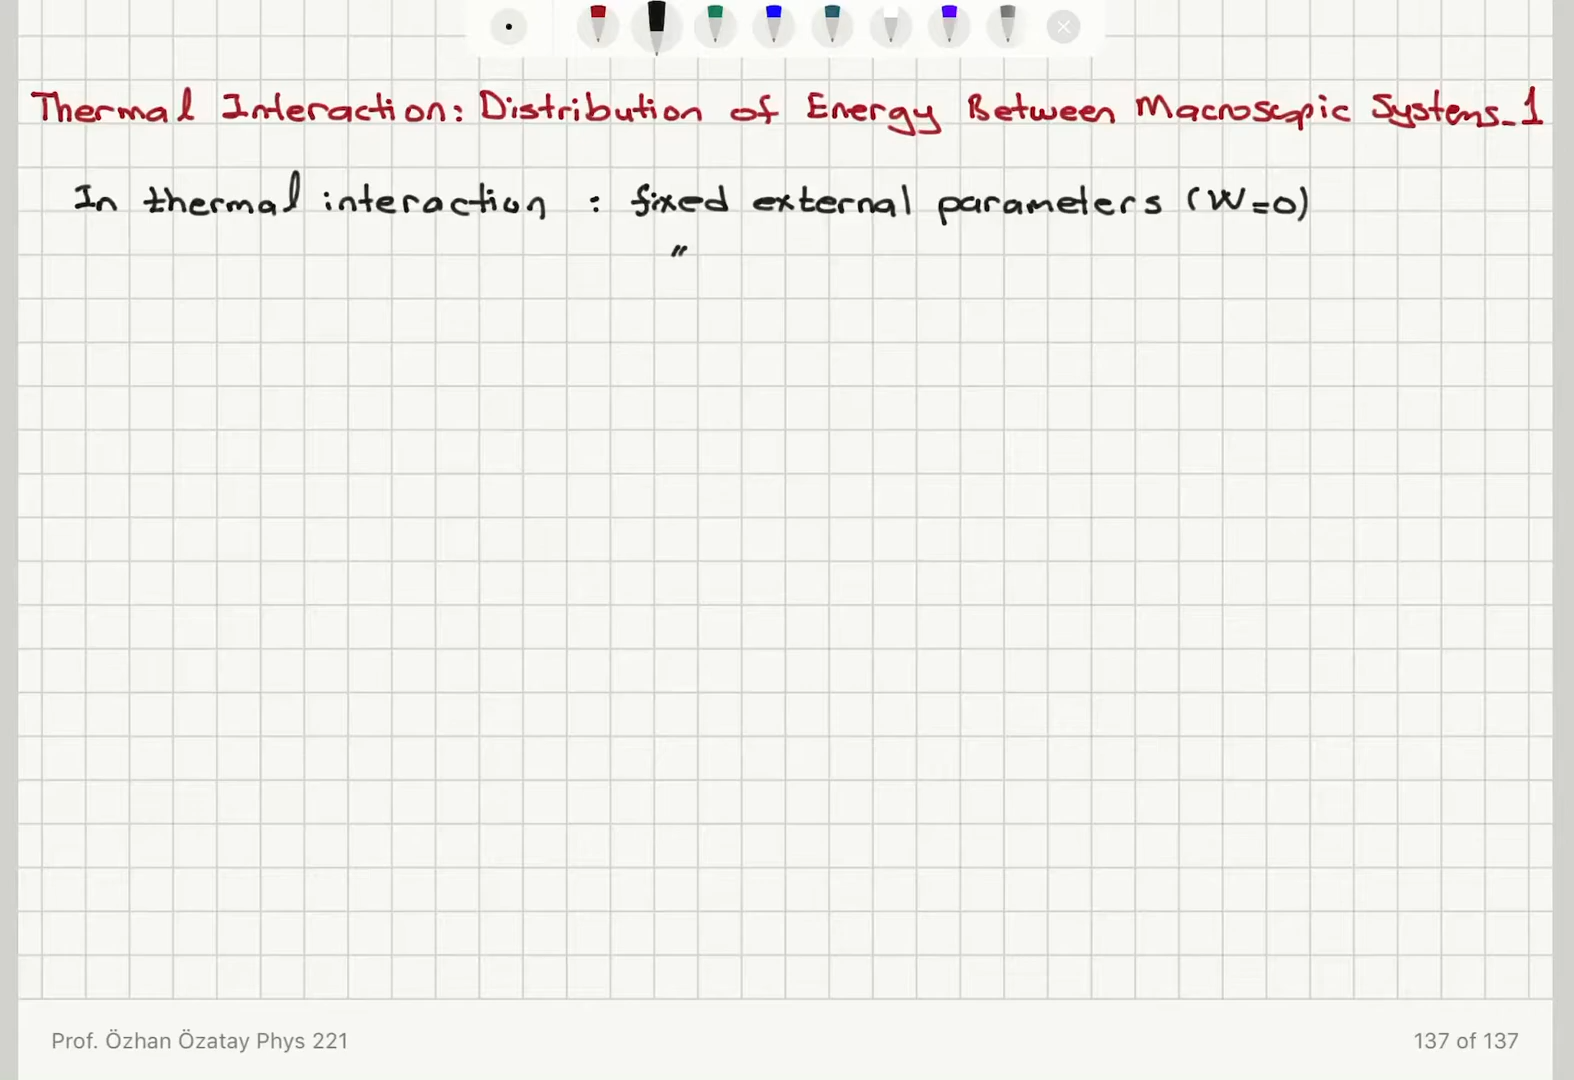 Thermal Interaction: Distribution of Energy Between Macroscopic Systems_1
In thermal interaction : fixed external parameters (W=0)
"
Prof. Özhan Özatay Phys 221
137 of 137